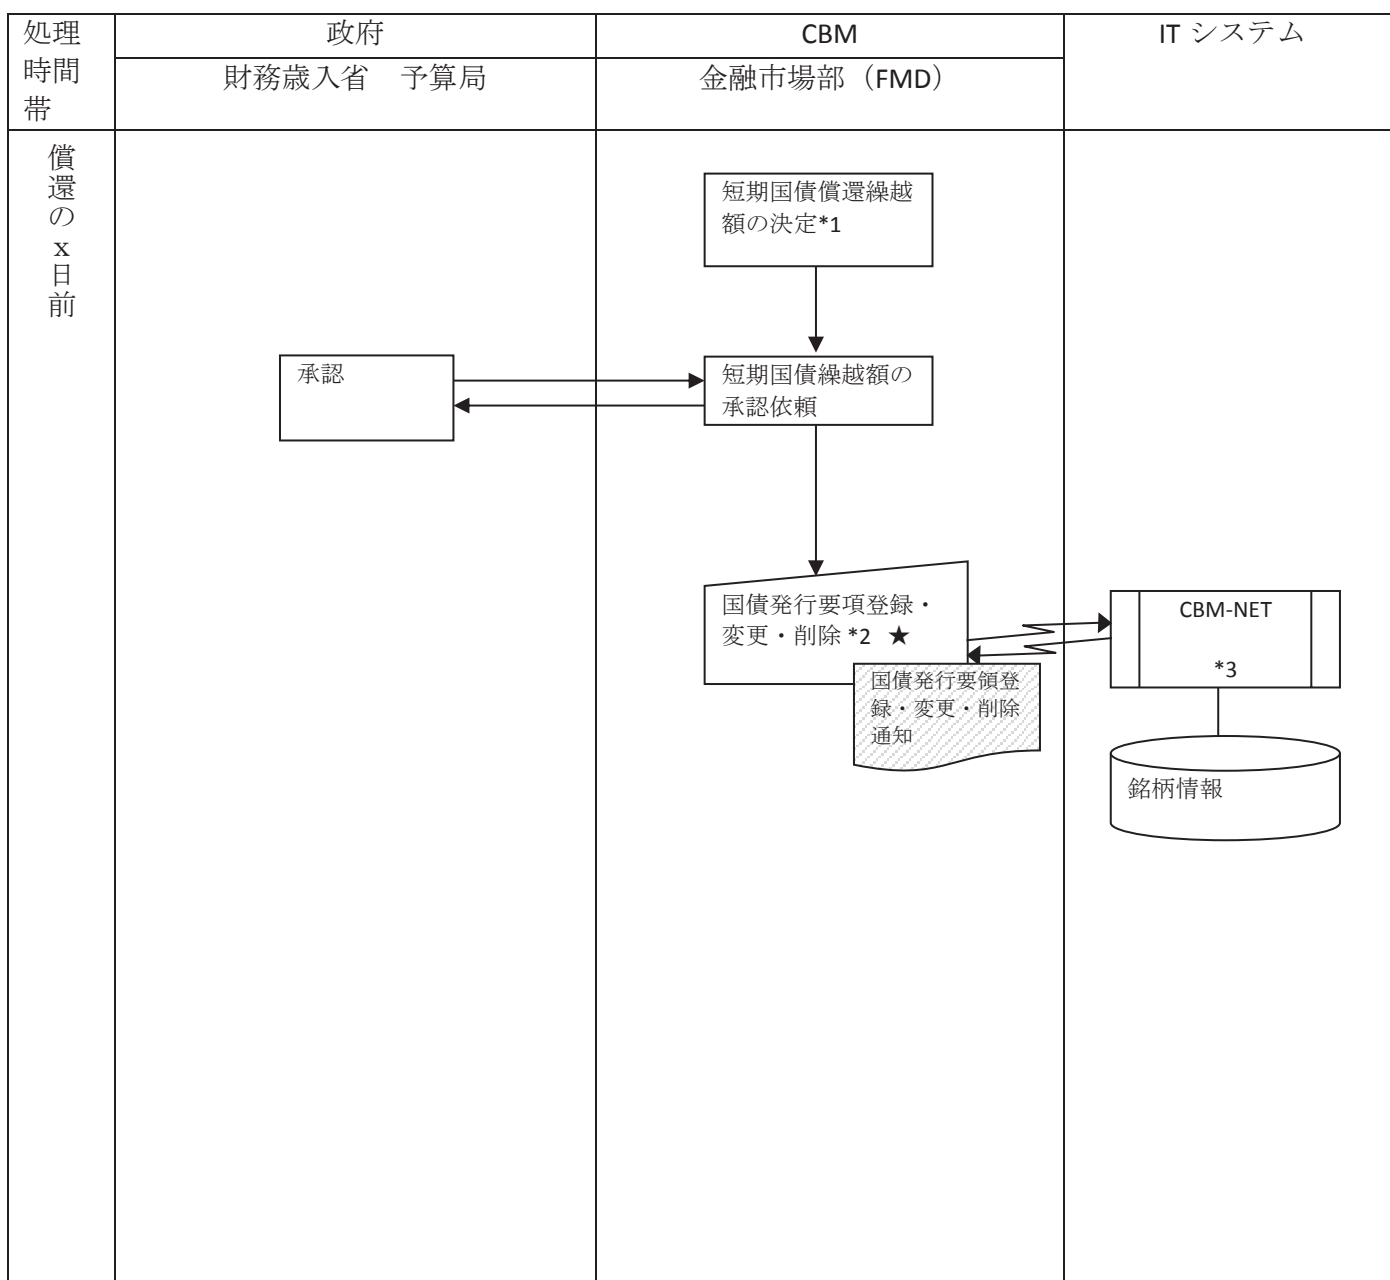 処理
時間
帯
政府
CBM
IT システム
財務歳入省　予算局
金融市場部（FMD）
償還のｘ日前
短期国債償還繰越
額の決定*1
承認
短期国債繰越額の
承認依頼
国債発行要項登録・
変更・削除 *2 ★
国債発行要領登
録・変更・削除
通知
CBM-NET
*3
銘柄情報